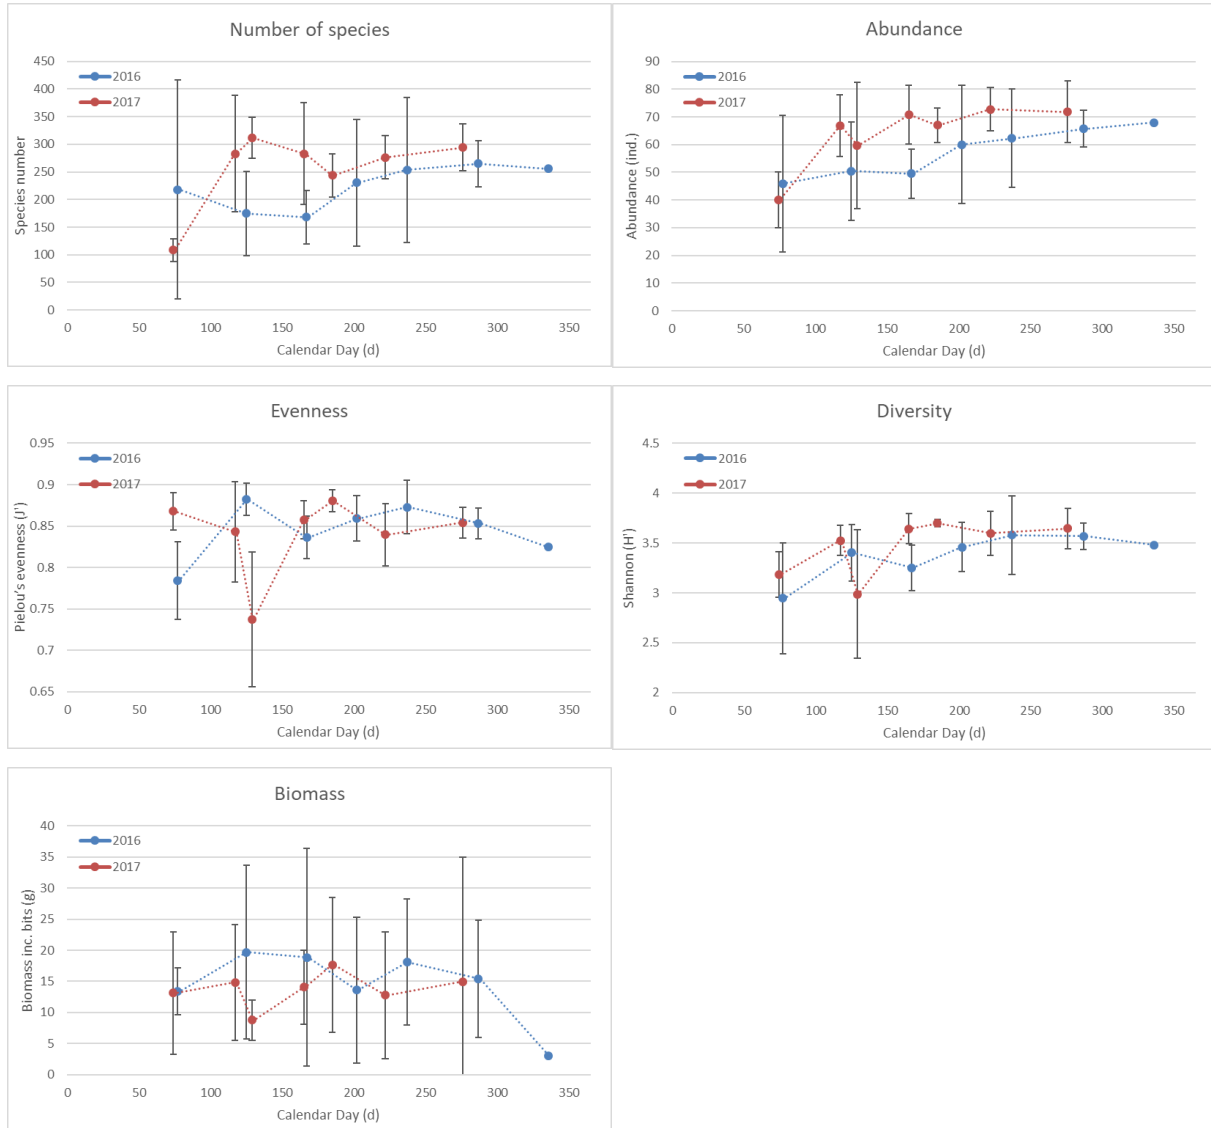 Number of species
2016
2017
Species number
450
400
350
300
250
200
150
100
50
0
0 50 100 150 200 250 300 350
Calendar Day (d)
Abundance
2016
2017
Abundance (ind.)
90
80
70
60
50
40
30
20
10
0
0 50 100 150 200 250 300 350
Calendar Day (d)
Evenness
2016
2017
Pielou's evenness (J')
0.95
0.9
0.85
0.8
0.75
0.7
0.65
0 50 100 150 200 250 300 350
Calendar Day (d)
Diversity
2016
2017
Shannon (H')
4.5
4
3.5
3
2.5
2
0 50 100 150 200 250 300 350
Calendar Day (d)
Biomass
2016
2017
Biomass inc. bits (g)
40
35
30
25
20
15
10
5
0
0 50 100 150 200 250 300 350
Calendar Day (d)